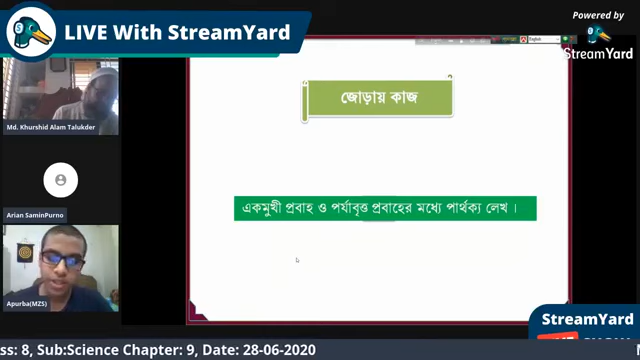 LIVE With StreamYard
Powered by
StreamYard
English
জোড়ায় কাজ
Md. Khurshid Alam Talukder
Arian SaminPurno
একমুখী প্রবাহ ও পর্যাবৃত্ত প্রবাহের মধ্যে পার্থক্য লেখ ।
Apurba(MZS)
StreamYard
ss: 8, Sub:Science Chapter: 9, Date: 28-06-2020